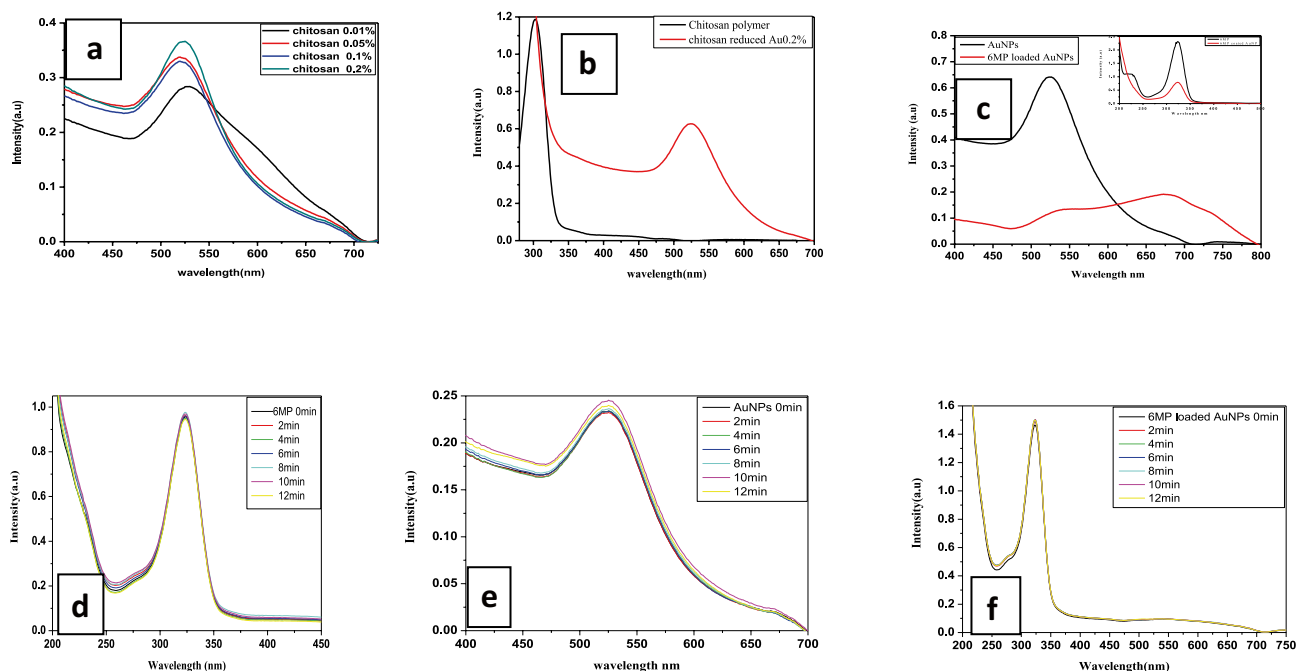 a
chitosan 0.01%
chitosan 0.05%
chitosan 0.1%
chitosan 0.2%
Intensity(a.u)
0.4
0.3
0.2
0.1
0.0
400 450 500 550 600 650 700
wavelength(nm)
b
Chitosan polymer
chitosan reduced Au0.2%
Intensity(a.u)
1.2
1.0
0.8
0.6
0.4
0.2
0.0
300 350 400 450 500 550 600 650 700
wavelength(nm)
c
AuNPs
6MP loaded AuNPs
Intensity (a.u)
0.8
0.7
0.6
0.5
0.4
0.3
0.2
0.1
0.0
400 450 500 550 600 650 700 750 800
Wavelength nm
6MP
6MP loaded AuNP
Intensity (a.u)
Wavelength nm
d
6MP 0min
2min
4min
6min
8min
10min
12min
Intensity(a.u)
1.0
0.8
0.6
0.4
0.2
0.0
200 250 300 350 400 450
Wavelength (nm)
e
AuNPs 0min
2min
4min
6min
8min
10min
12min
Intensity(a.u)
0.25
0.20
0.15
0.10
0.05
0.00
400 450 500 550 600 650 700
wavelength nm
f
6MP loaded AuNPs 0min
2min
4min
6min
8min
10min
12min
Intensity(a.u)
1.6
1.4
1.2
1.0
0.8
0.6
0.4
0.2
0.0
200 250 300 350 400 450 500 550 600 650 700 750
Wavelength(nm)